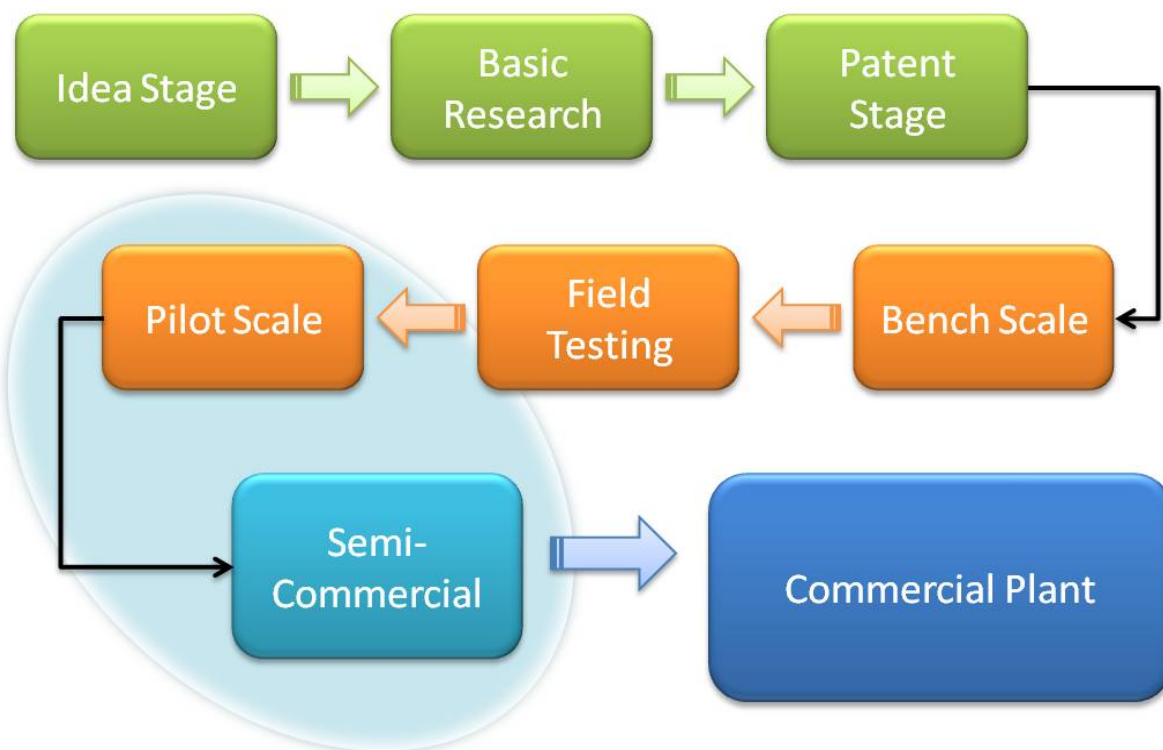 Idea Stage
Basic
Research
Patent
Stage
Pilot Scale
Field
Testing
Bench Scale
Semi-
Commercial
Commercial Plant